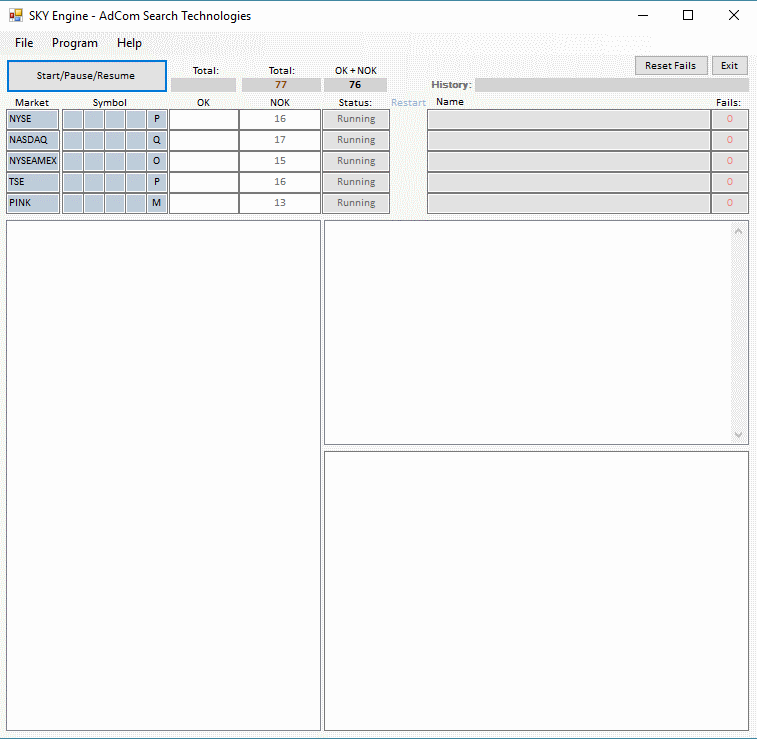 SKY Engine - AdCom Search Technologies
File Program Help
Start/Pause/Resume Total: Total: OK + NOK Reset Fails Exit
77 76 History:
Market Symbol OK NOK Status: Restart Name Fails:
NYSE P 16 Running 0
NASDAQ Q 17 Running 0
NYSEAMEX O 15 Running 0
TSE P 16 Running 0
PINK M 13 Running 0